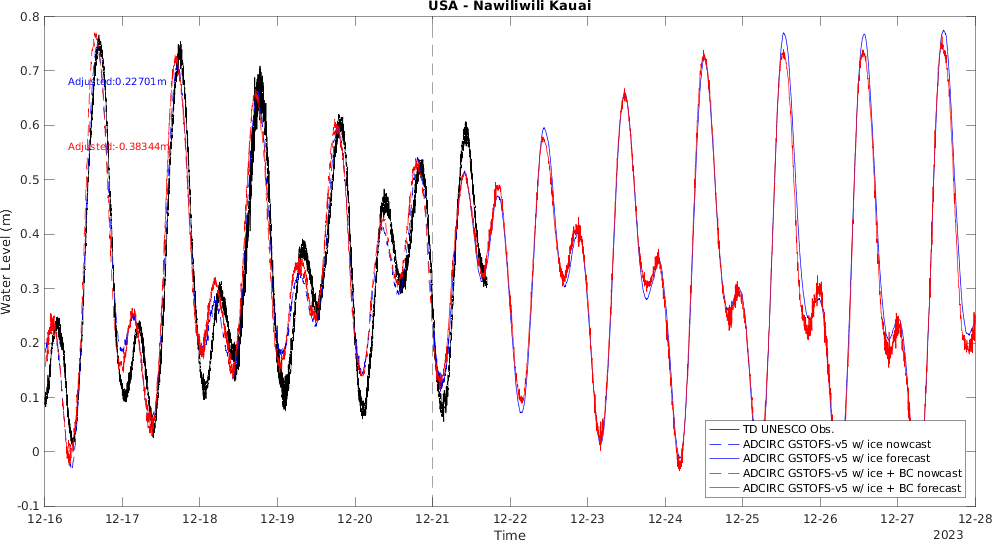 USA - Nawiliwili Kauai
0.8
0.7
0.6
0.5
0.4
0.3
0.2
0.1
0
-0.1
Water Level (m)
Adjusted:0.22701m
Adjusted:-0.38344m
TD UNESCO Obs.
ADCIRC GSTOFS-v5 w/ ice nowcast
ADCIRC GSTOFS-v5 w/ ice forecast
ADCIRC GSTOFS-v5 w/ ice + BC nowcast
ADCIRC GSTOFS-v5 w/ ice + BC forecast
12-16 12-17 12-18 12-19 12-20 12-21 12-22 12-23 12-24 12-25 12-26 12-27 12-28
Time
2023